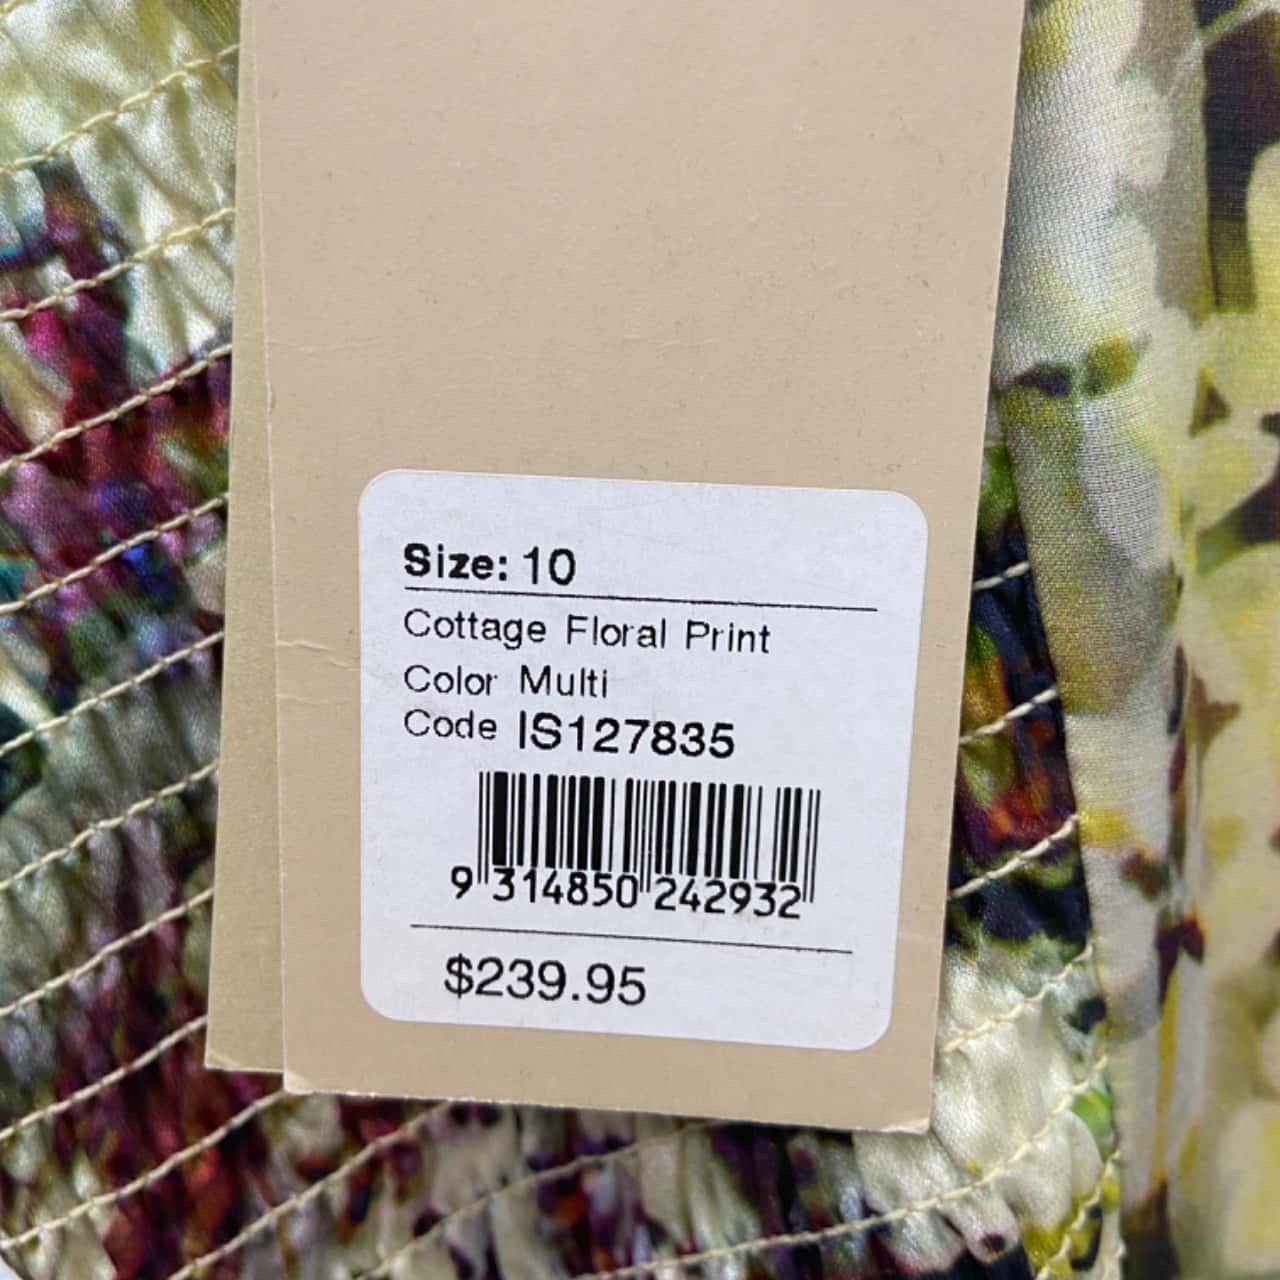 Size: 10
Cottage Floral Print
Color Multi
Code IS127835
9 314850 242932
$239.95